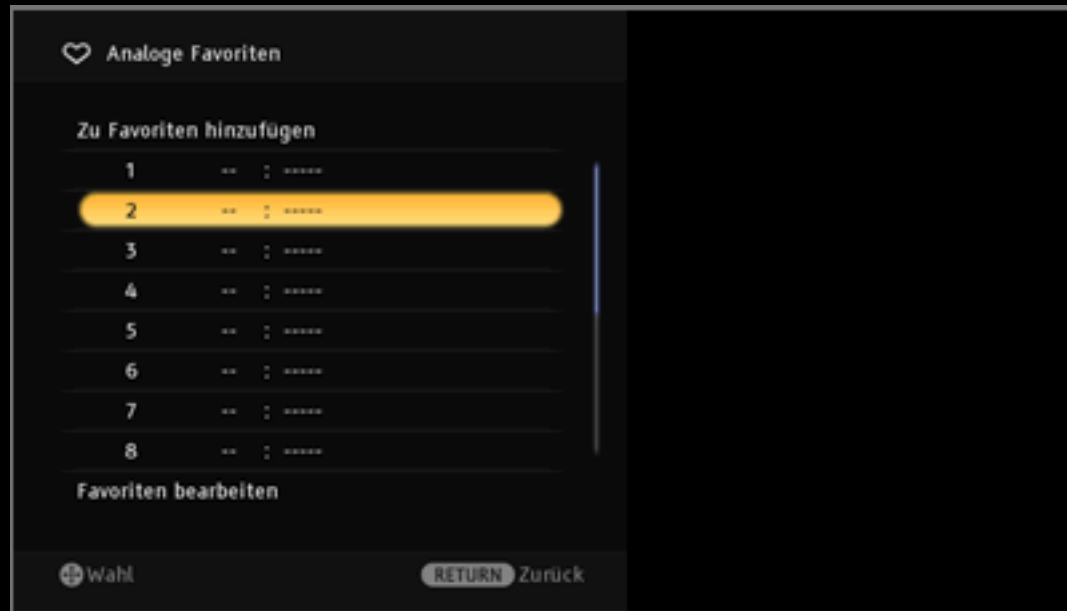 Analoge Favoriten
Zu Favoriten hinzufügen
1 -- : -----
2 -- : -----
3 -- : -----
4 -- : -----
5 -- : -----
6 -- : -----
7 -- : -----
8 -- : -----
Favoriten bearbeiten
Wahl RETURN Zurück